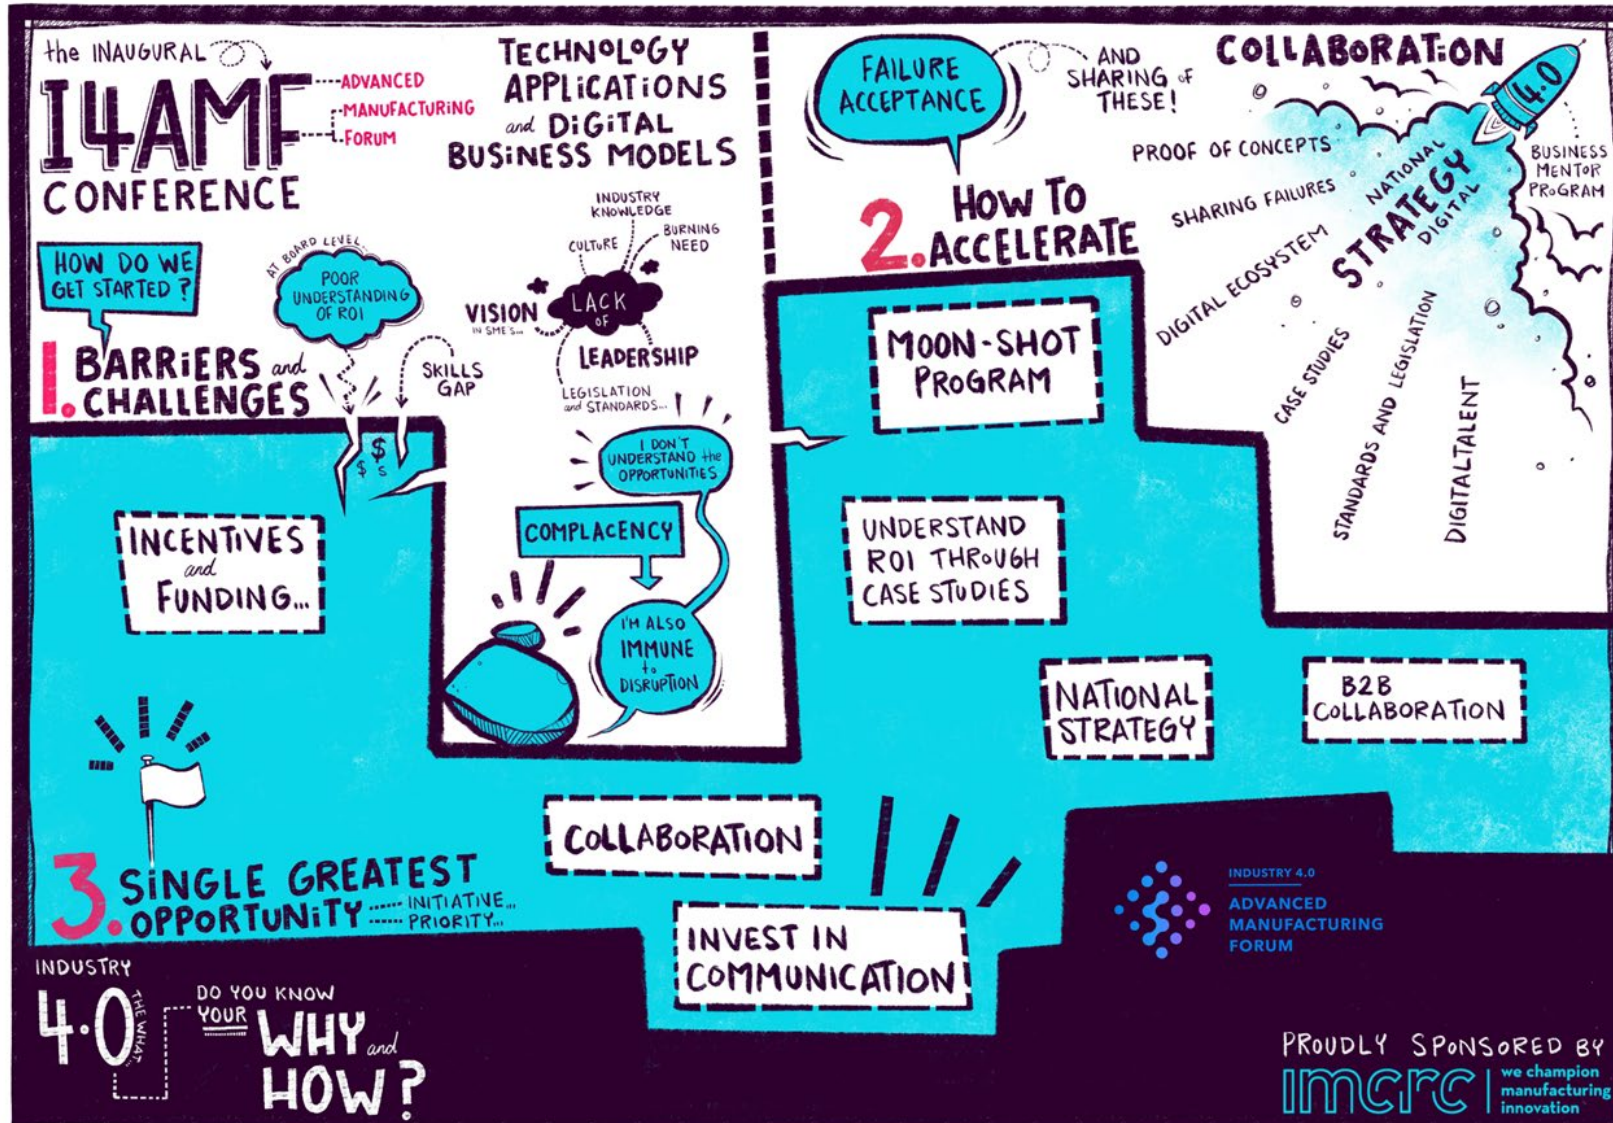 the INAUGURAL
I4AMF
ADVANCED
MANUFACTURING
FORUM
CONFERENCE
TECHNOLOGY
APPLICATIONS
and DIGITAL
BUSINESS MODELS
HOW DO WE
GET STARTED?
1. BARRIERS and
CHALLENGES
AT BOARD LEVEL...
POOR
UNDERSTANDING
OF ROI
SKILLS
GAP
$
$ $
INDUSTRY
KNOWLEDGE
CULTURE
BURNING
NEED
LACK
OF
VISION
IN SME'S...
LEADERSHIP
LEGISLATION
and STANDARDS...
I DON'T
UNDERSTAND the
OPPORTUNITIES
COMPLACENCY
I'M ALSO
IMMUNE
to
DISRUPTION
INCENTIVES
and
FUNDING...
FAILURE
ACCEPTANCE
AND
SHARING of
THESE!
2. HOW TO
ACCELERATE
COLLABORATION
4.0
BUSINESS
MENTOR
PROGRAM
NATIONAL
STRATEGY
DIGITAL
PROOF OF CONCEPTS
SHARING FAILURES
DIGITAL ECOSYSTEM
CASE STUDIES
STANDARDS AND LEGISLATION
DIGITALTALENT
MOON-SHOT
PROGRAM
UNDERSTAND
ROI THROUGH
CASE STUDIES
NATIONAL
STRATEGY
B2B
COLLABORATION
COLLABORATION
INVEST IN
COMMUNICATION
3. SINGLE GREATEST
OPPORTUNITY
INITIATIVE...
PRIORITY...
INDUSTRY
4.0
THE WHAT...
DO YOU KNOW
YOUR
WHY and
HOW?
INDUSTRY 4.0
ADVANCED
MANUFACTURING
FORUM
PROUDLY SPONSORED BY
imcrc
we champion
manufacturing
innovation